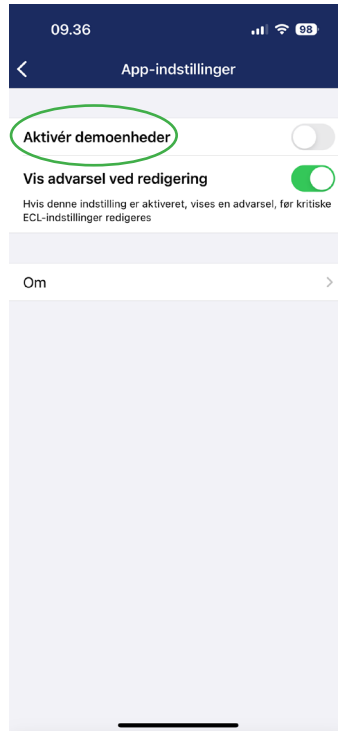 09.36
98
App-indstillinger
Aktivér demoenheder
Vis advarsel ved redigering
Hvis denne indstilling er aktiveret, vises en advarsel, før kritiske
ECL-indstillinger redigeres
Om